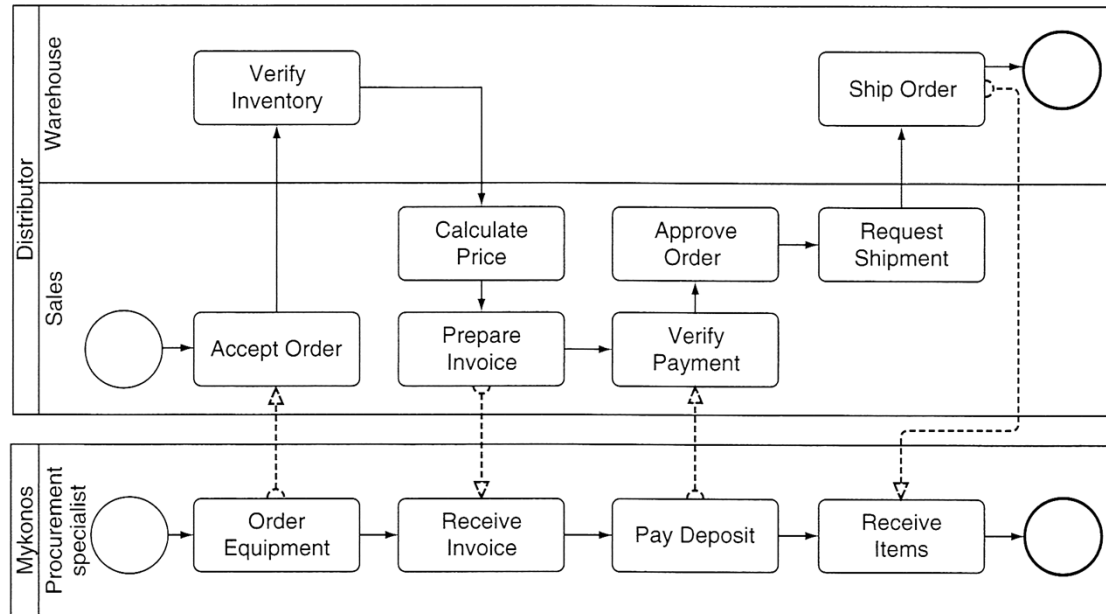 Distributor
Warehouse
Verify
Inventory
Ship Order
Sales
Calculate
Price
Approve
Order
Request
Shipment
Accept Order
Prepare
Invoice
Verify
Payment
Mykonos
Procurement
specialist
Order
Equipment
Receive
Invoice
Pay Deposit
Receive
Items